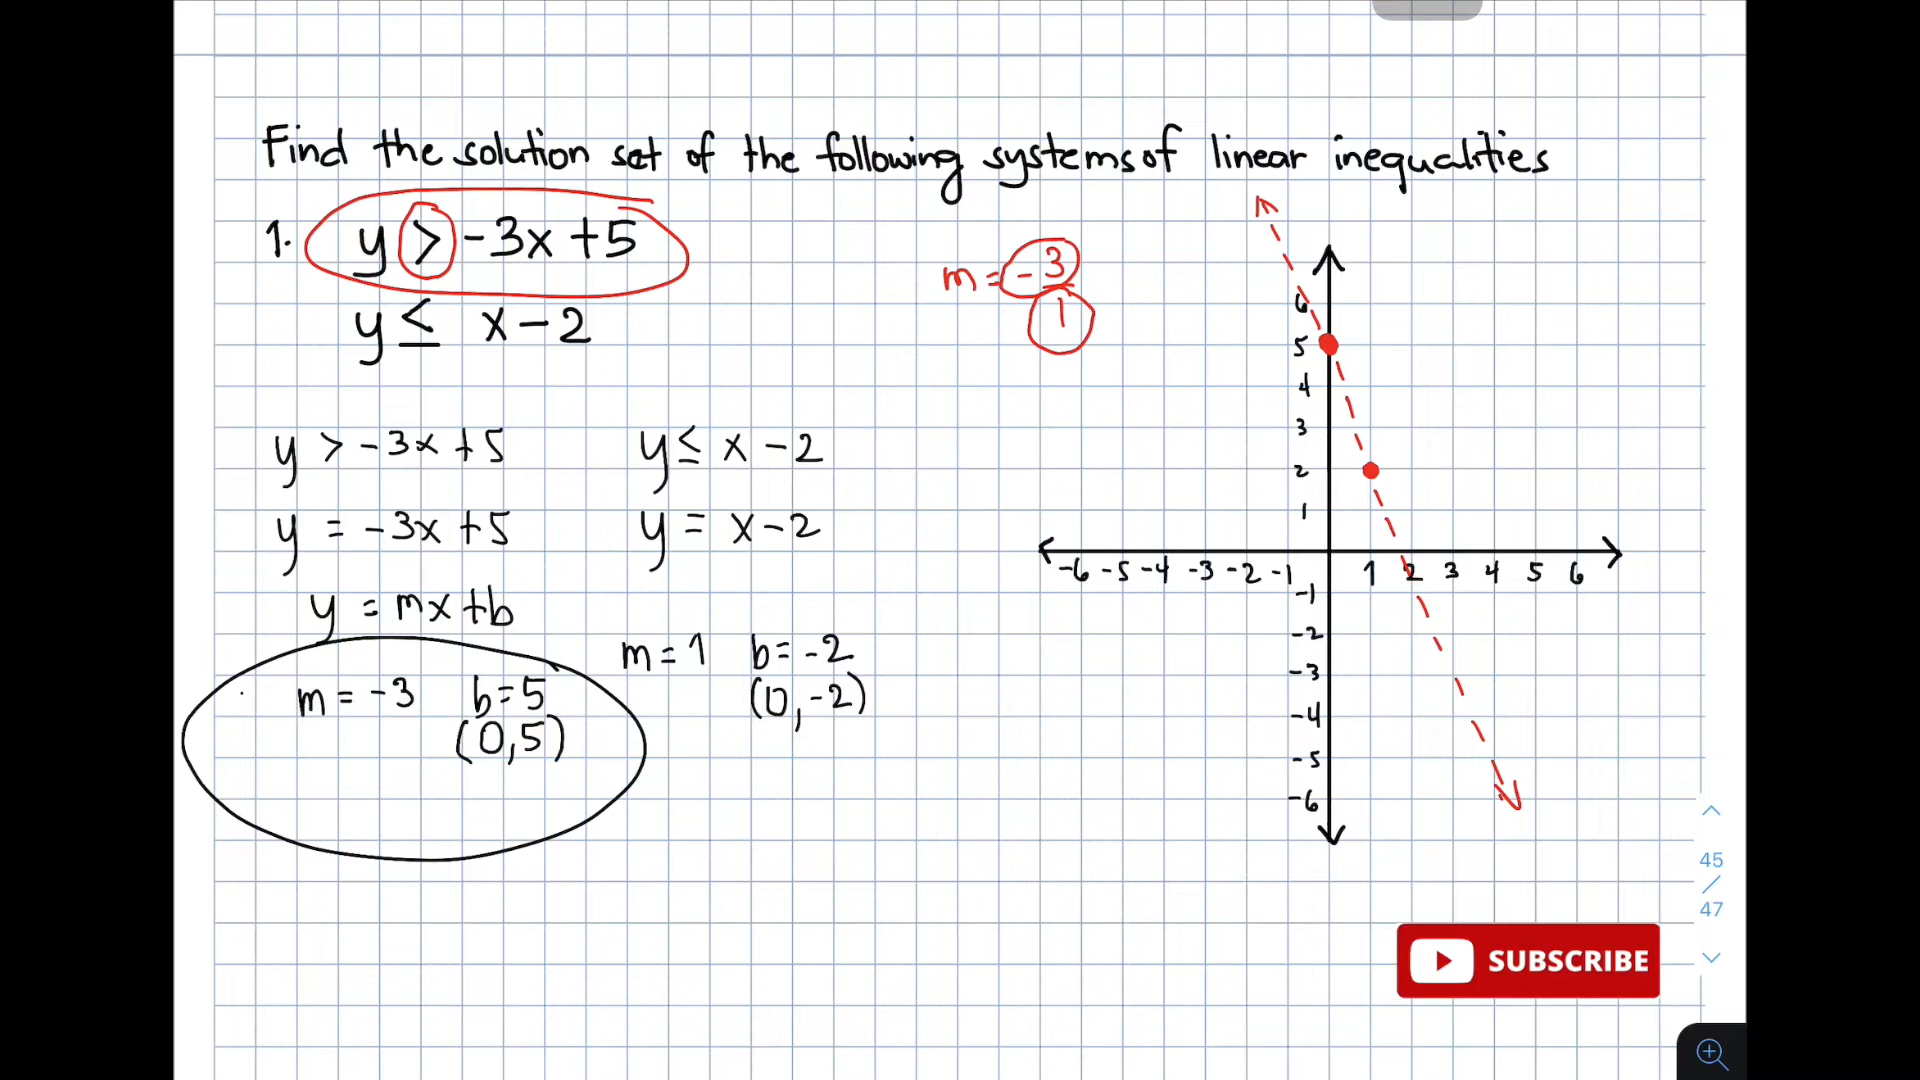 Find the solution set of the following systems of linear inequalities
1. y > -3x + 5
y ≤ x - 2
m = -3/1
y > -3x + 5
y ≤ x - 2
y = -3x + 5
y = x - 2
y = mx + b
m = 1 b = -2
(0, -2)
m = -3 b = 5
(0, 5)
6
5
4
3
2
1
-6 -5 -4 -3 -2 -1 1 2 3 4 5 6
-1
-2
-3
-4
-5
-6
45
/
47
SUBSCRIBE